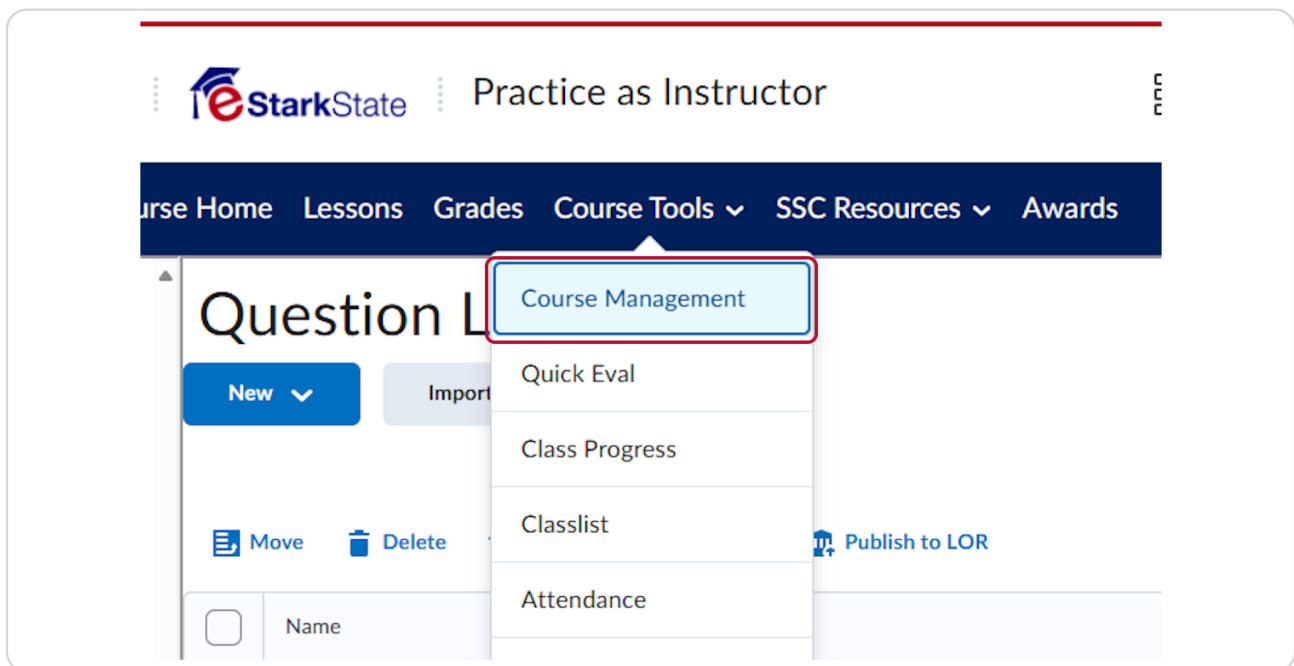 eStarkState Practice as Instructor
urse Home Lessons Grades Course Tools SSC Resources Awards
Question L
Course Management
New Import
Quick Eval
Class Progress
Classlist
Move Delete Publish to LOR
Attendance
Name